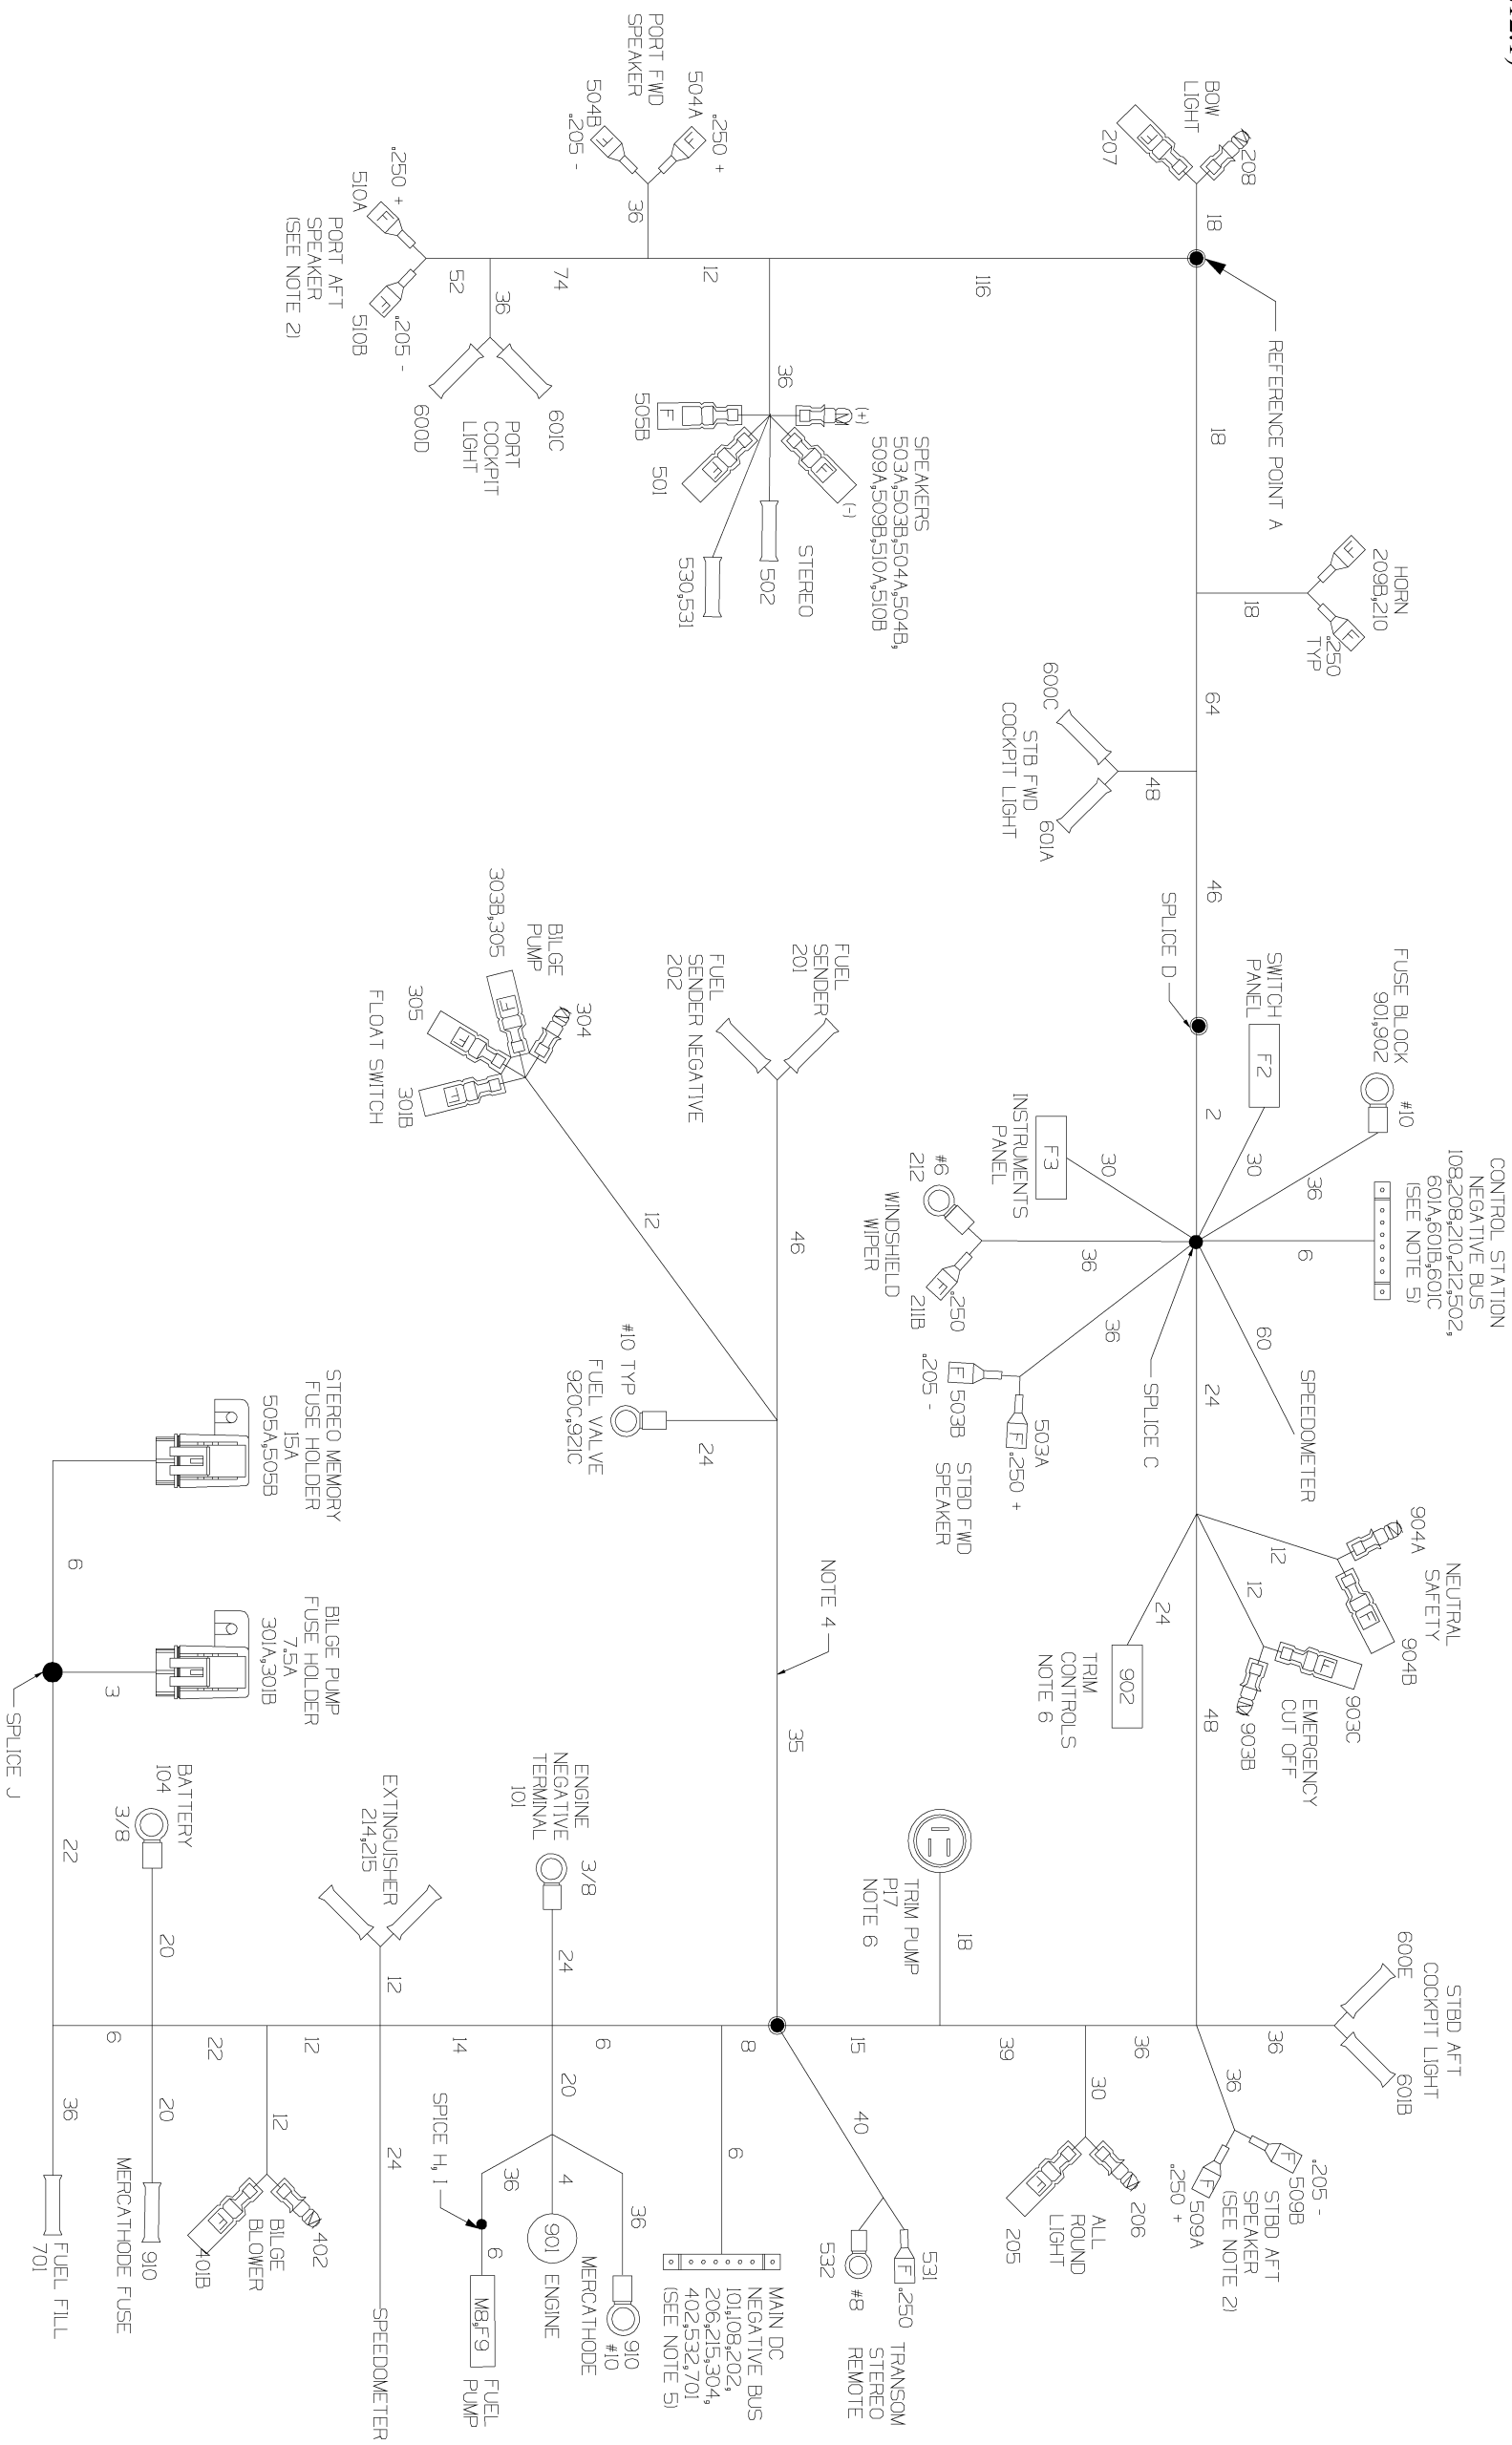 BOW
LIGHT
208
207
18
REFERENCE POINT A
18
HORN
209B,210
.250
TYP
18
64
48
600C
601A
STB FWD
COCKPIT LIGHT
46
SPLICE D
2
FUSE BLOCK
901,902
#10
36
SWITCH
PANEL
F2
30
CONTROL STATION
NEGATIVE BUS
108,208,210,212,502,
601A,601B,601C
(SEE NOTE 5)
6
SPEEDOMETER
60
INSTRUMENTS
PANEL
F3
30
#6
212
.250
211B
WINDSHIELD
WIPER
36
36
503B
.205 -
503A
.250 +
STBD FWD
SPEAKER
SPLICE C
24
NEUTRAL
SAFETY
904A
904B
12
12
903C
903B
EMERGENCY
CUT OFF
24
902
TRIM
CONTROLS
NOTE 6
48
STBD AFT
COCKPIT LIGHT
600E
601B
36
36
.205 -
509B
509A
.250 +
STBD AFT
SPEAKER
(SEE NOTE 2)
36
30
206
205
ALL
ROUND
LIGHT
39
TRIM PUMP
P17
NOTE 6
18
15
40
531
.250
532
#8
TRANSOM
STEREO
REMOTE
PORT FWD
SPEAKER
504A
.250 +
504B
.205 -
36
116
12
74
52
36
.250 +
510A
.205 -
510B
PORT AFT
SPEAKER
(SEE NOTE 2)
36
601C
600D
PORT
COCKPIT
LIGHT
SPEAKERS
503A,503B,504A,504B,
509A,509B,510A,510B
(+)
(-)
505B
501
STEREO
502
530,531
FUEL
SENDER
201
FUEL
SENDER NEGATIVE
202
46
BILGE
PUMP
303B,305
304
305
301B
FLOAT SWITCH
12
#10 TYP
FUEL VALVE
920C,921C
24
NOTE 4
35
8
6
MAIN DC
NEGATIVE BUS
101,108,202,
206,215,304,
402,532,701
(SEE NOTE 5)
6
ENGINE
NEGATIVE
TERMINAL
101
3/8
24
20
36
910
#10
MERCATHODE
4
901
ENGINE
36
SPICE H, I
6
M8,F9
FUEL
PUMP
14
EXTINGUISHER
214,215
12
24
SPEEDOMETER
12
12
402
401B
BILGE
BLOWER
22
BATTERY
104
3/8
20
20
910
MERCATHODE FUSE
6
STEREO MEMORY
FUSE HOLDER
15A
505A,505B
6
BILGE PUMP
FUSE HOLDER
7.5A
301A,301B
3
SPLICE J
22
36
FUEL FILL
701